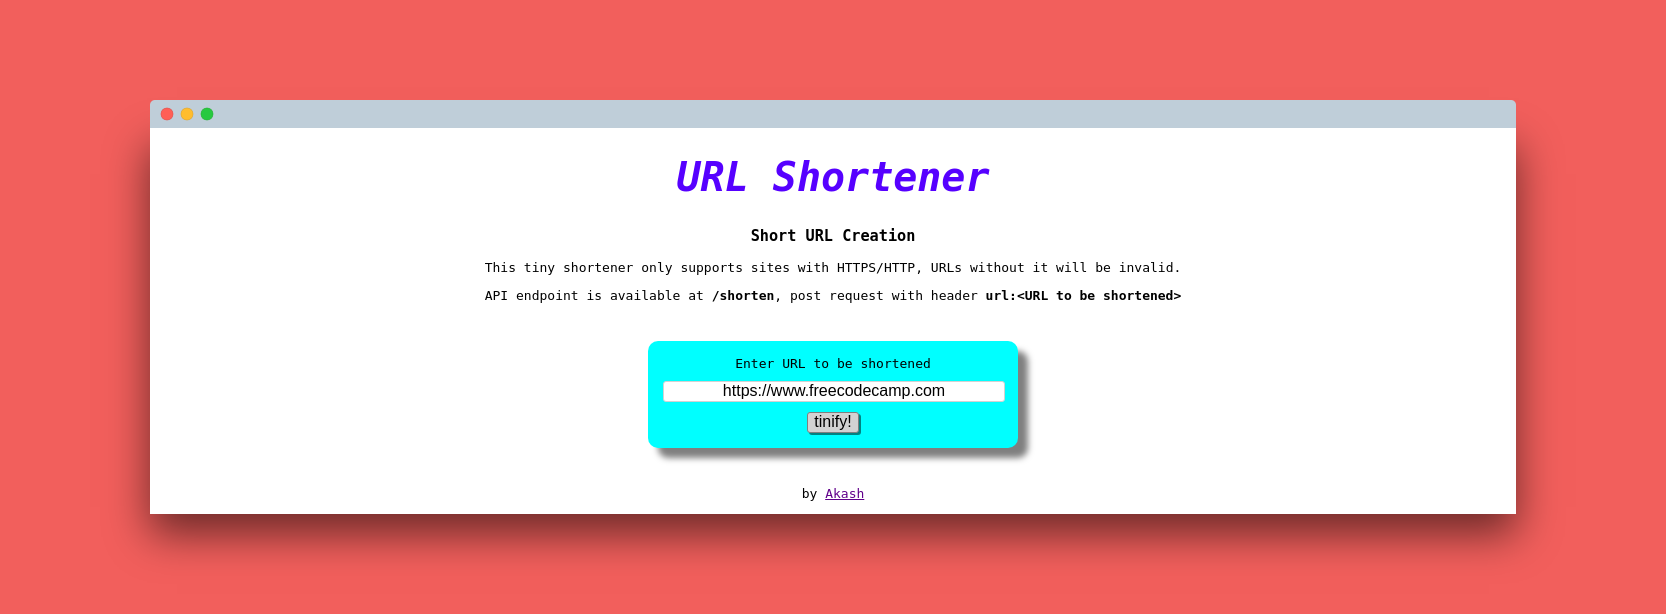 URL Shortener
Short URL Creation
This tiny shortener only supports sites with HTTPS/HTTP, URLs without it will be invalid.
API endpoint is available at /shorten, post request with header url:<URL to be shortened>
Enter URL to be shortened
https://www.freecodecamp.com
tinify!
by Akash